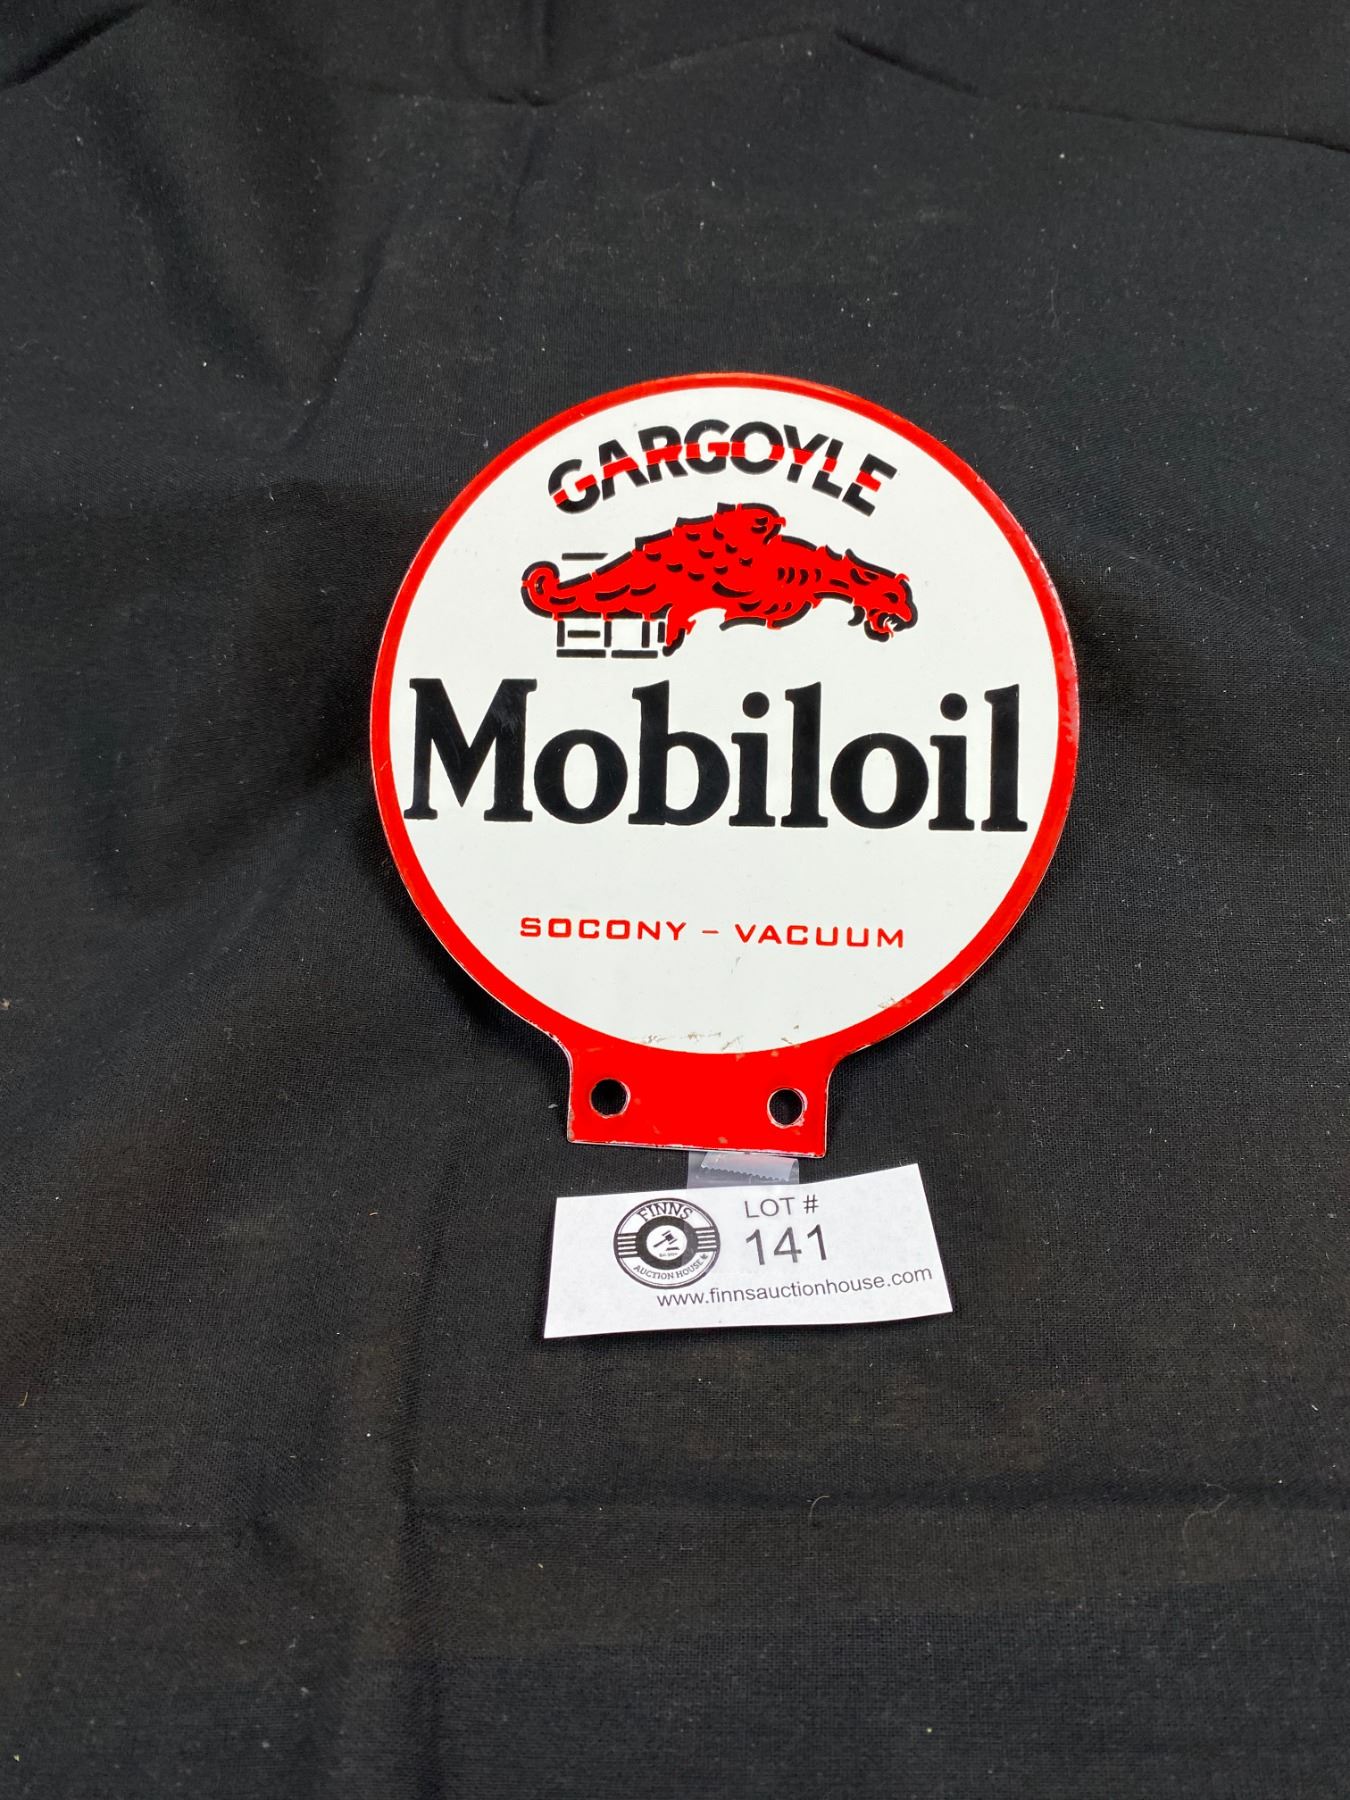 GARGOYLE
Mobiloil
SOCONY - VACUUM
FINNS
AUCTION HOUSE
LOT #
141
www.finnsauctionhouse.com